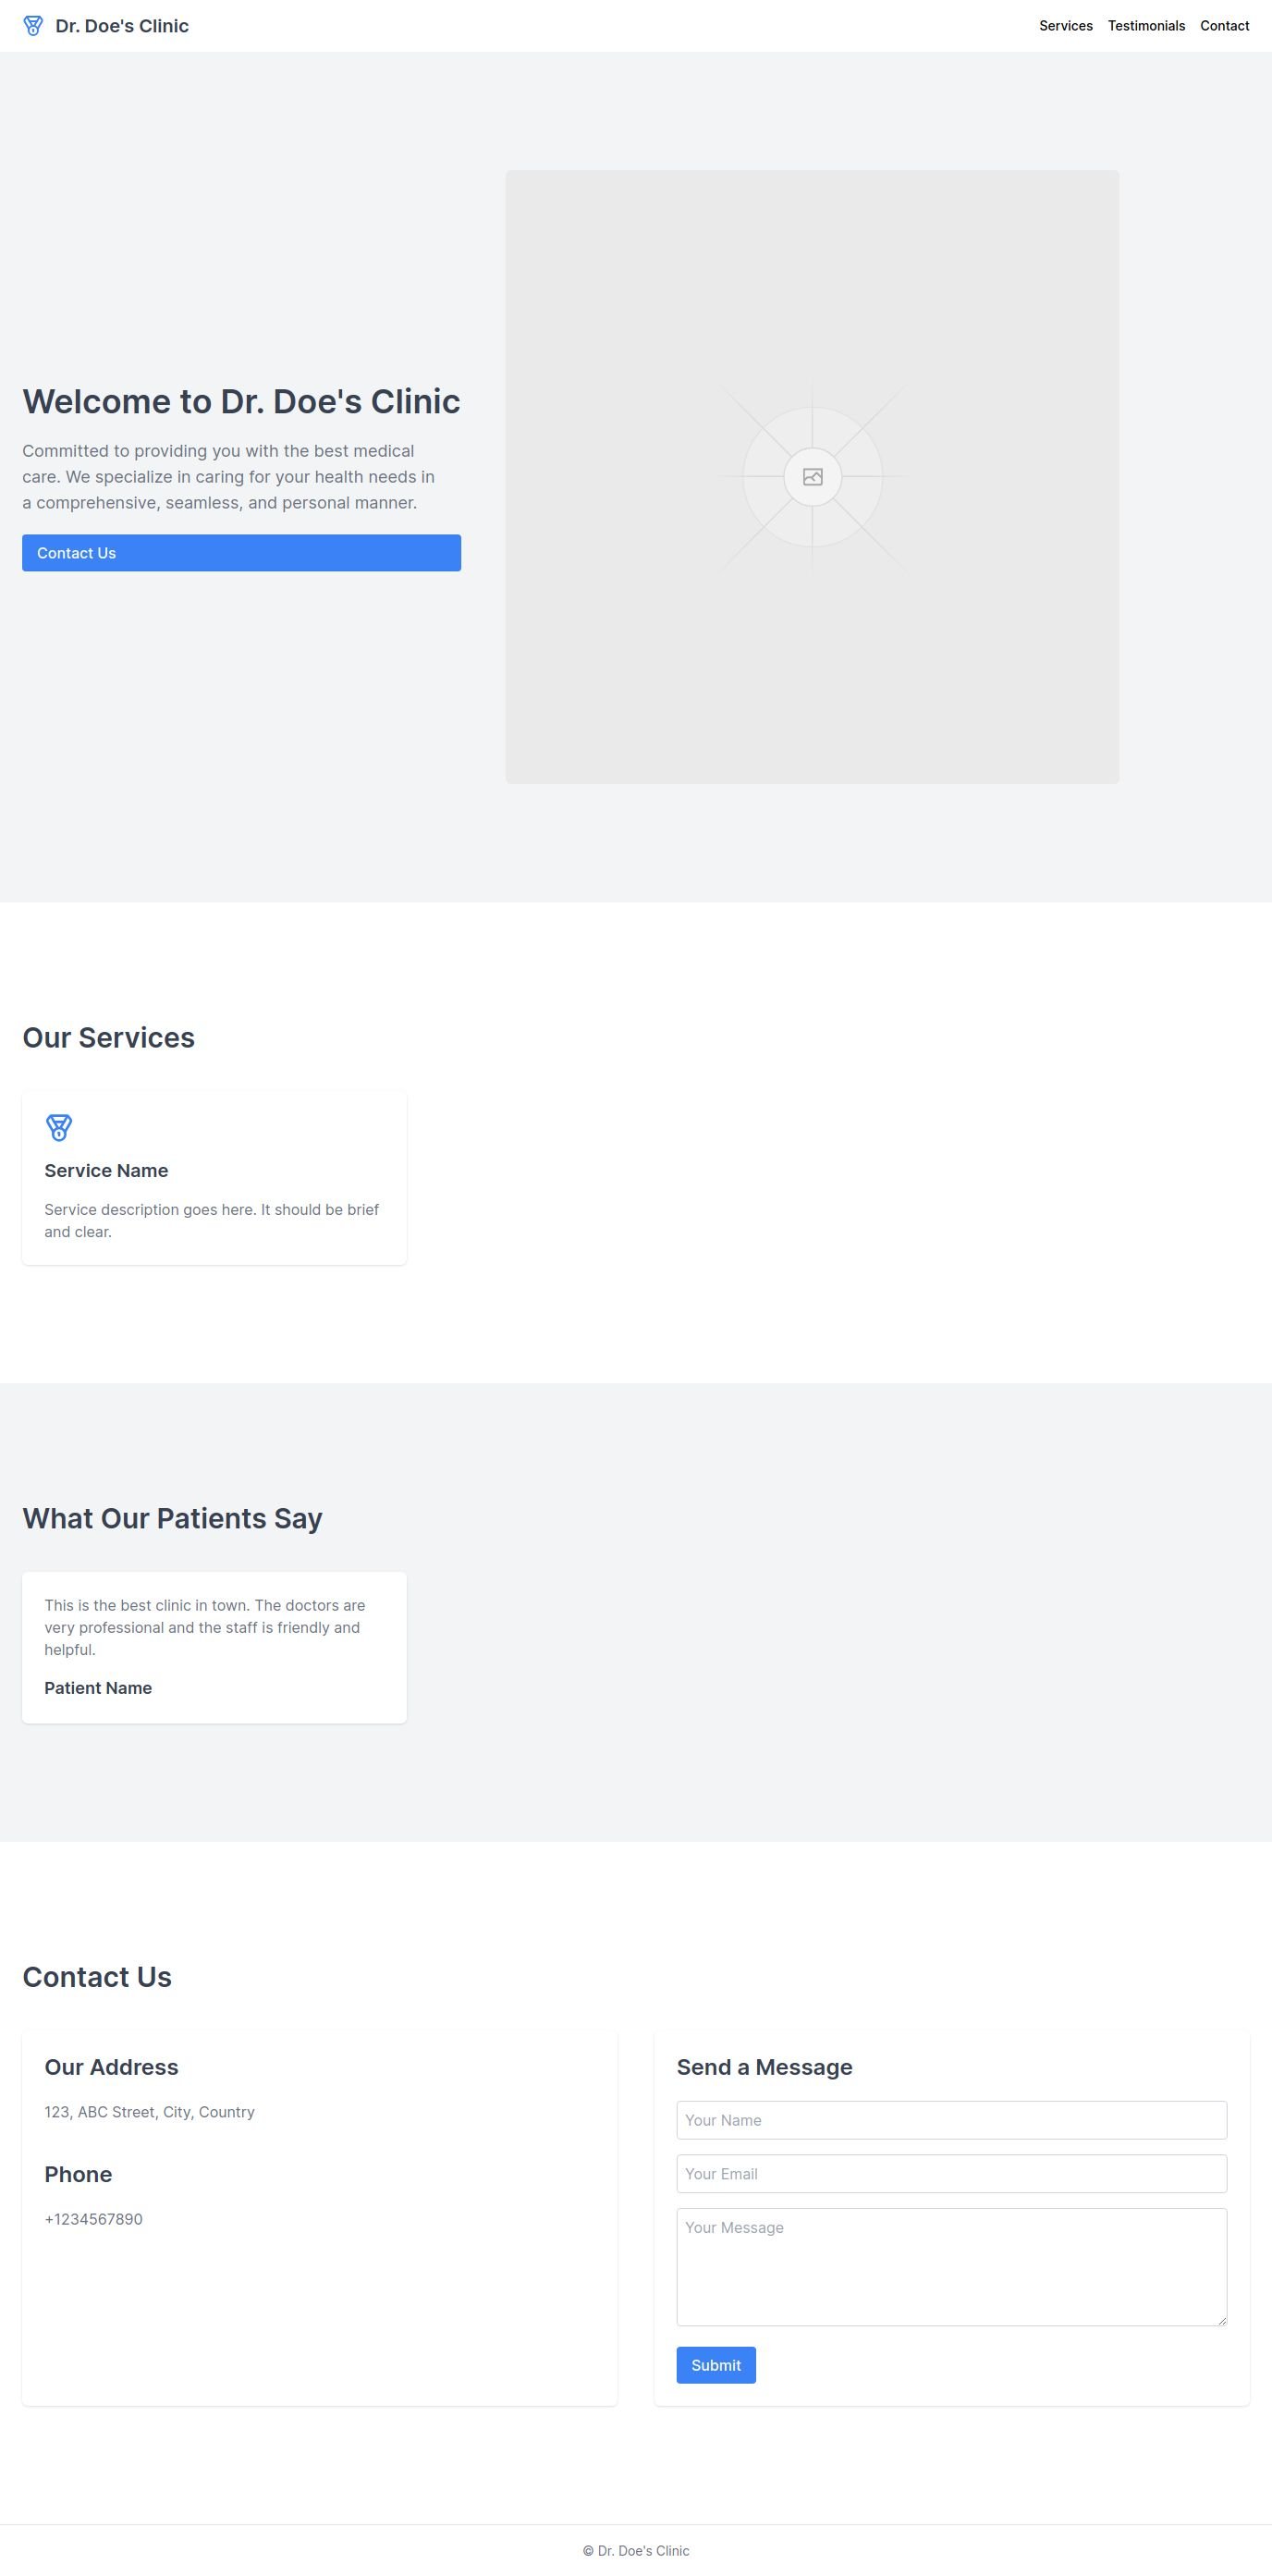 Dr. Doe's Clinic
Services Testimonials Contact
Welcome to Dr. Doe's Clinic
Committed to providing you with the best medical
care. We specialize in caring for your health needs in
a comprehensive, seamless, and personal manner.
Contact Us
Our Services
Service Name
Service description goes here. It should be brief
and clear.
What Our Patients Say
This is the best clinic in town. The doctors are
very professional and the staff is friendly and
helpful.
Patient Name
Contact Us
Our Address
123, ABC Street, City, Country
Phone
+1234567890
Send a Message
Your Name
Your Email
Your Message
Submit
© Dr. Doe's Clinic